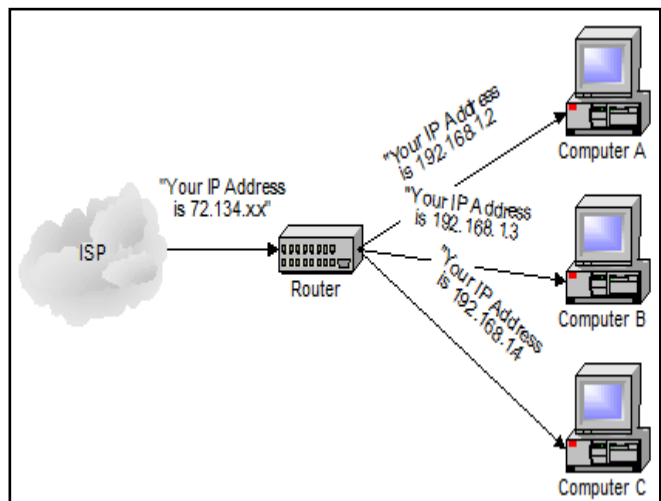 "Your IP Address
is 72.134.xx"
ISP
Router
"Your IP Address
is 192.168.1.2
Computer A
"Your IP Address
is 192.168.1.3
Computer B
"Your IP Address
is 192.168.1.4
Computer C